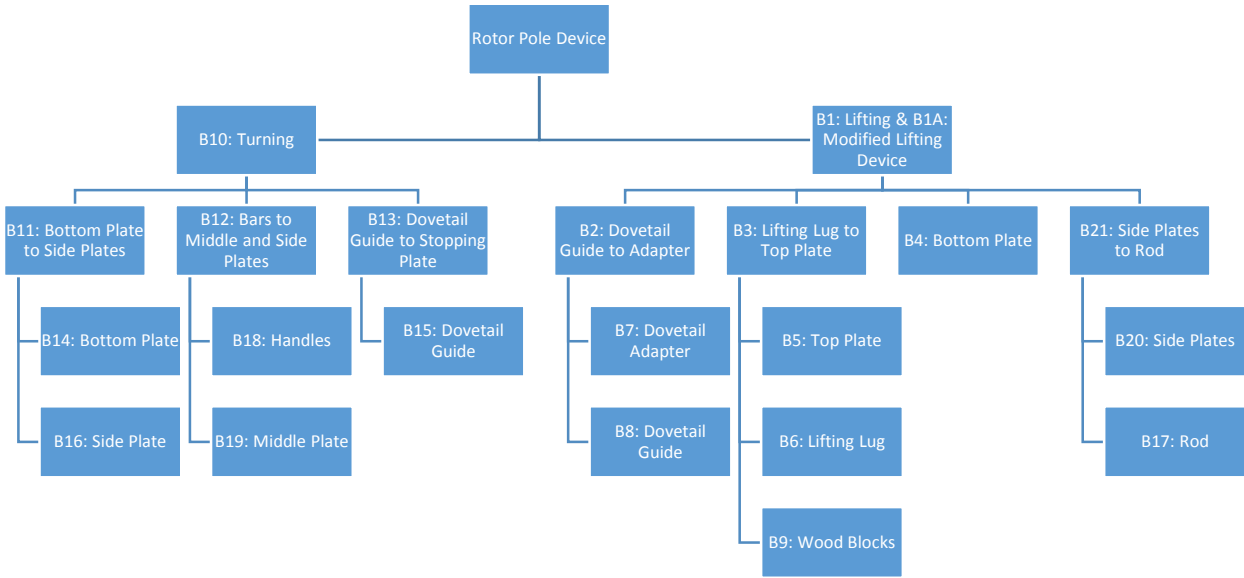 Rotor Pole Device
B10: Turning
B1: Lifting & B1A:
Modified Lifting
Device
B11: Bottom Plate
to Side Plates
B12: Bars to
Middle and Side
Plates
B13: Dovetail
Guide to Stopping
Plate
B2: Dovetail
Guide to Adapter
B3: Lifting Lug to
Top Plate
B4: Bottom Plate
B21: Side Plates
to Rod
B14: Bottom Plate
B18: Handles
B15: Dovetail
Guide
B7: Dovetail
Adapter
B5: Top Plate
B20: Side Plates
B16: Side Plate
B19: Middle Plate
B8: Dovetail
Guide
B6: Lifting Lug
B17: Rod
B9: Wood Blocks